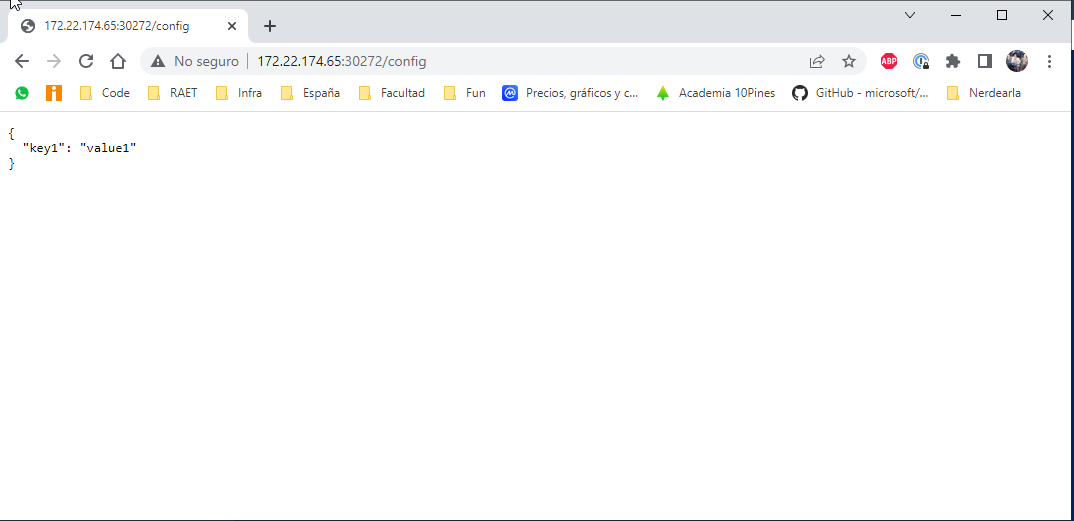 172.22.174.65:30272/config
No seguro 172.22.174.65:30272/config
ABP
Code RAET Infra España Facultad Fun Precios, gráficos y c... Academia 10Pines GitHub - microsoft/... Nerdearla
{
  "key1": "value1"
}